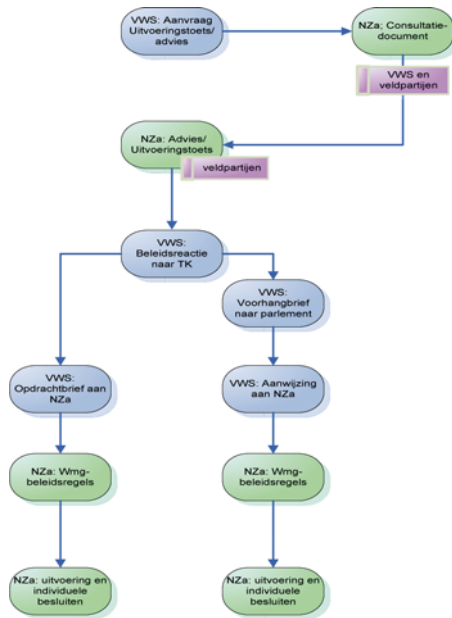 VWS: Aanvraag
Uitvoeringstoets/
advies
NZa; Consultatie-
document
VWS en
veldpartijen
NZa: Advies/
Uitvoeringstoets
veldpartijen
VWS:
Beleidsreactie
naar TK
VWS:
Voorhangbrief
naar parlement
VWS:
Opdrachtbrief aan
NZa
VWS: Aanwijzing
aan NZa
NZa: Wmg-
beleidsregels
NZa: Wmg-
beleidsregels
NZa: uitvoering en
individuele
besluiten
NZa: uitvoering en
individuele
besluiten